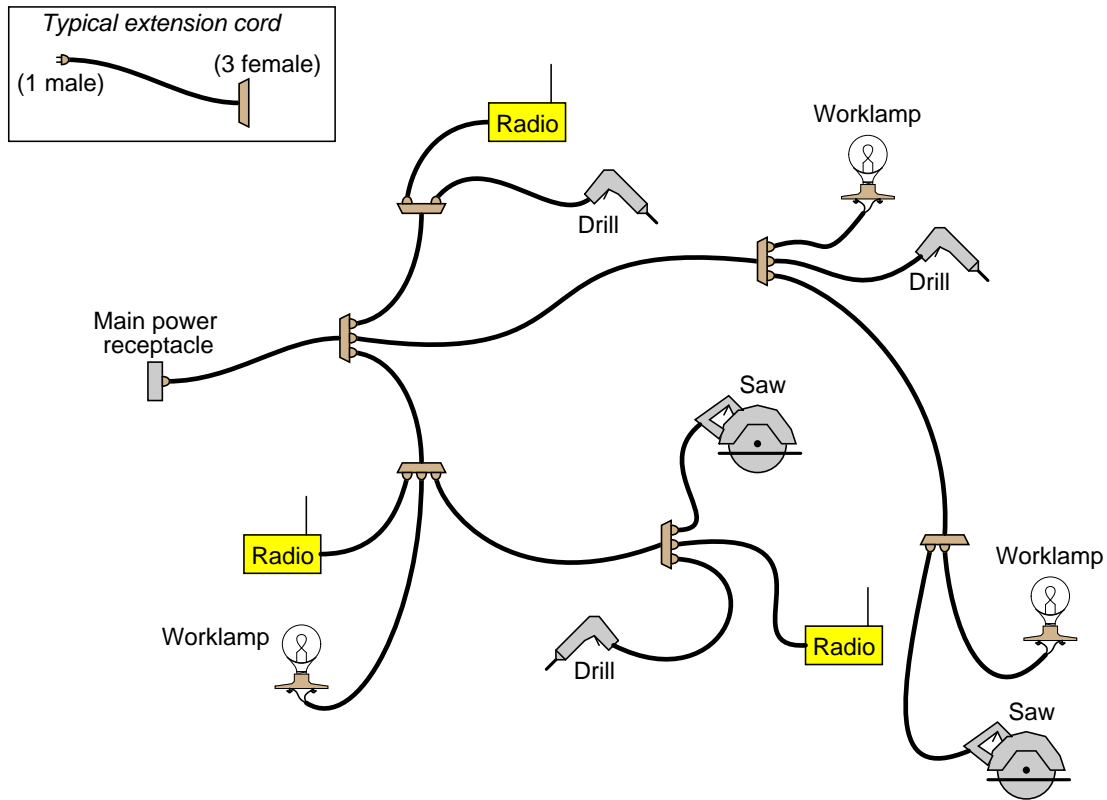 Typical extension cord
(3 female)
(1 male)
Radio
Worklamp
Drill
Drill
Main power
receptacle
Saw
Radio
Worklamp
Worklamp
Radio
Drill
Saw